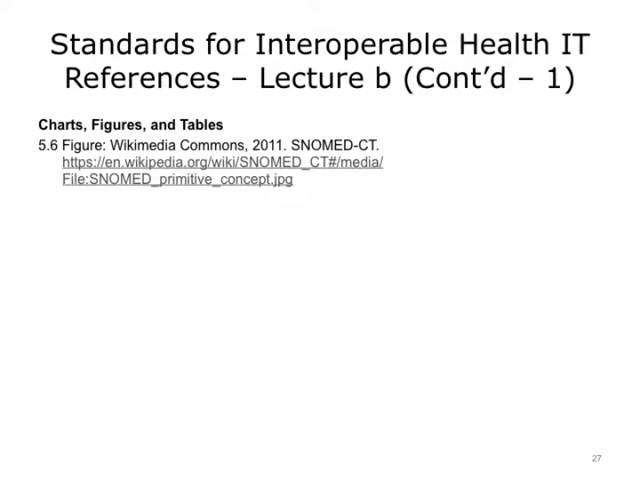 Standards for Interoperable Health IT
References – Lecture b (Cont’d – 1)
Charts, Figures, and Tables
5.6 Figure: Wikimedia Commons, 2011. SNOMED-CT.
https://en.wikipedia.org/wiki/SNOMED_CT#/media/
File:SNOMED_primitive_concept.jpg
27